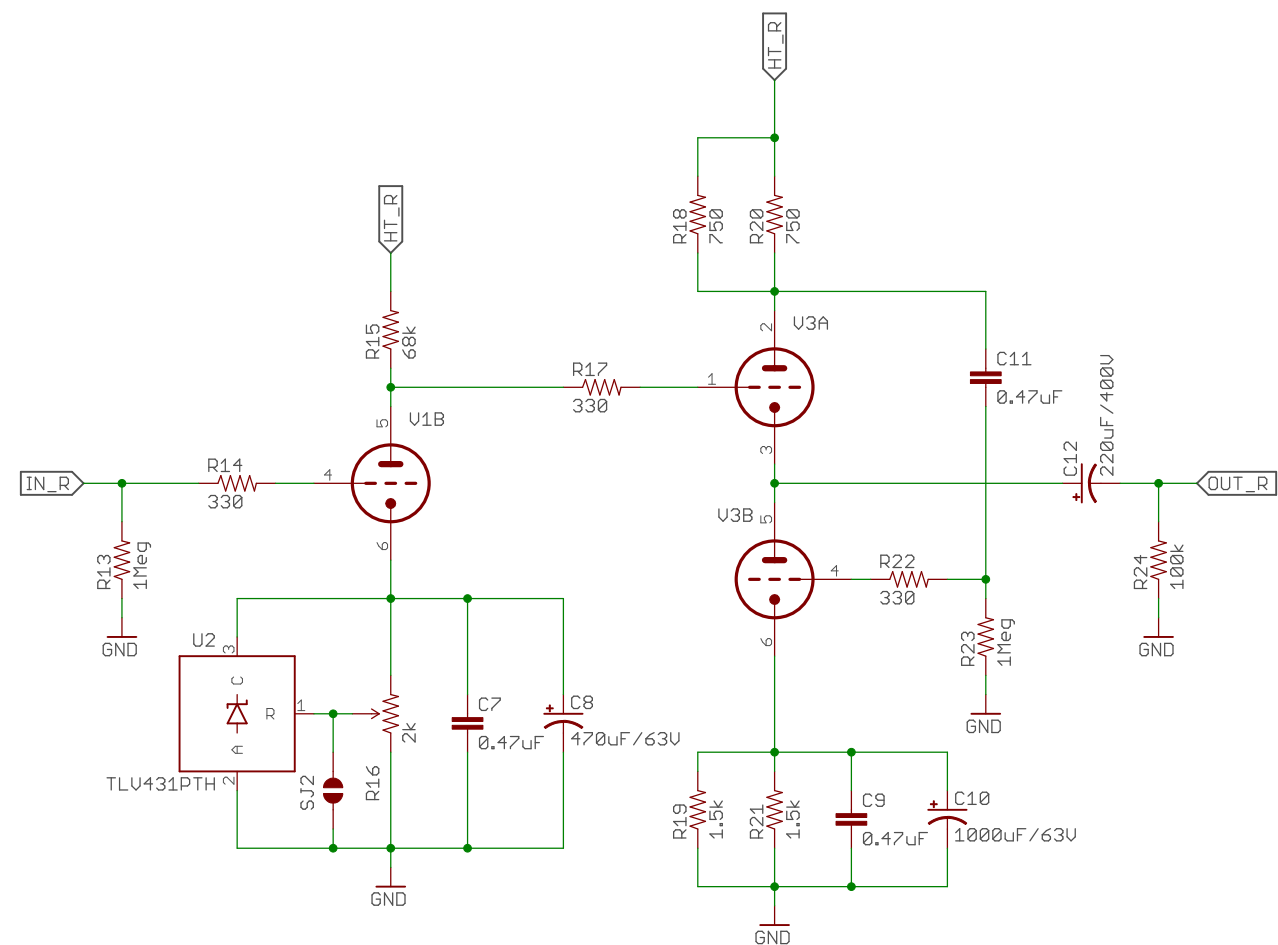 HT_R
R18
750
R20
750
HT_R
R15
68k
2
V3A
R17
330
1
C11
0.47uF
5
V1B
3
C12
220uF/400V
IN_R
R14
330
4
OUT_R
V3B
5
6
R13
1Meg
GND
4
R22
330
R24
100k
GND
U2
3
C
R
1
A
TLV431PTH
2
SJ2
R16
2k
C7
0.47uF
C8
470uF/63V
6
R23
1Meg
GND
R19
1.5k
R21
1.5k
C9
0.47uF
C10
1000uF/63V
GND
GND